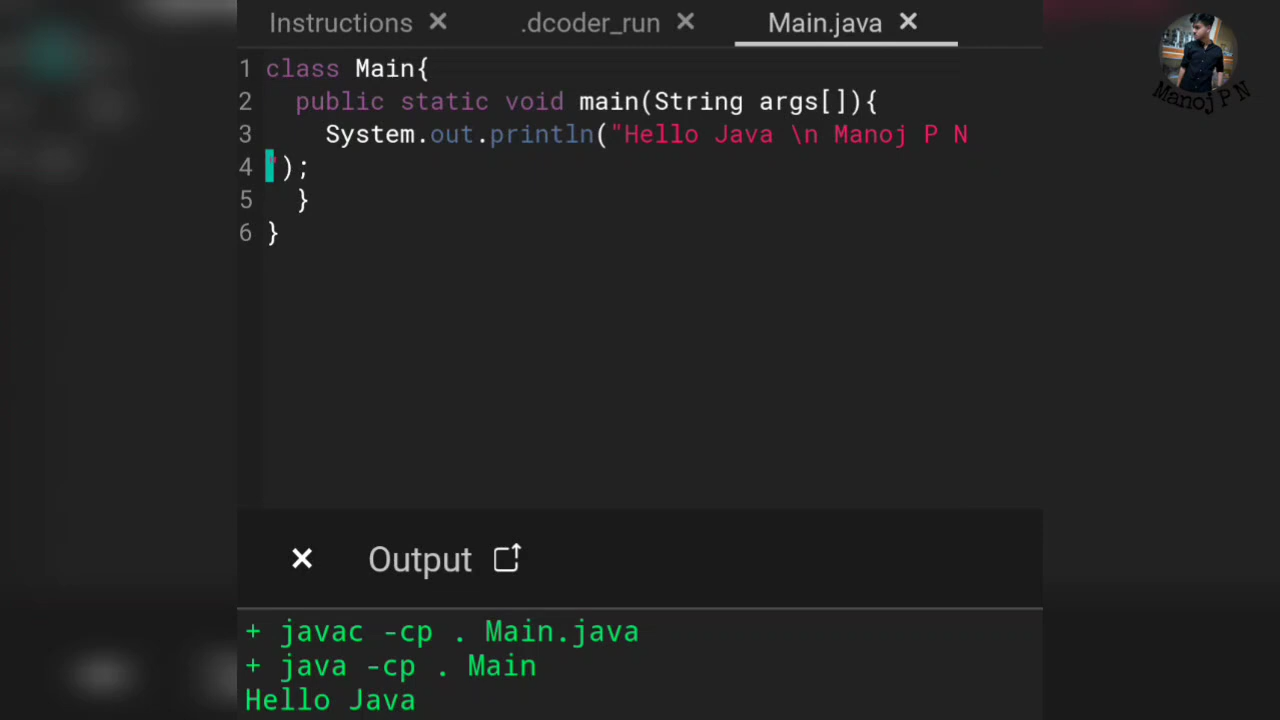 Instructions ✕ .dcoder_run ✕ Main.java ✕
Manoj P N
1 class Main{
2 public static void main(String args[]){
3 System.out.println("Hello Java \n Manoj P N
4 ");
5 }
6 }
✕ Output
+ javac -cp . Main.java
+ java -cp . Main
Hello Java